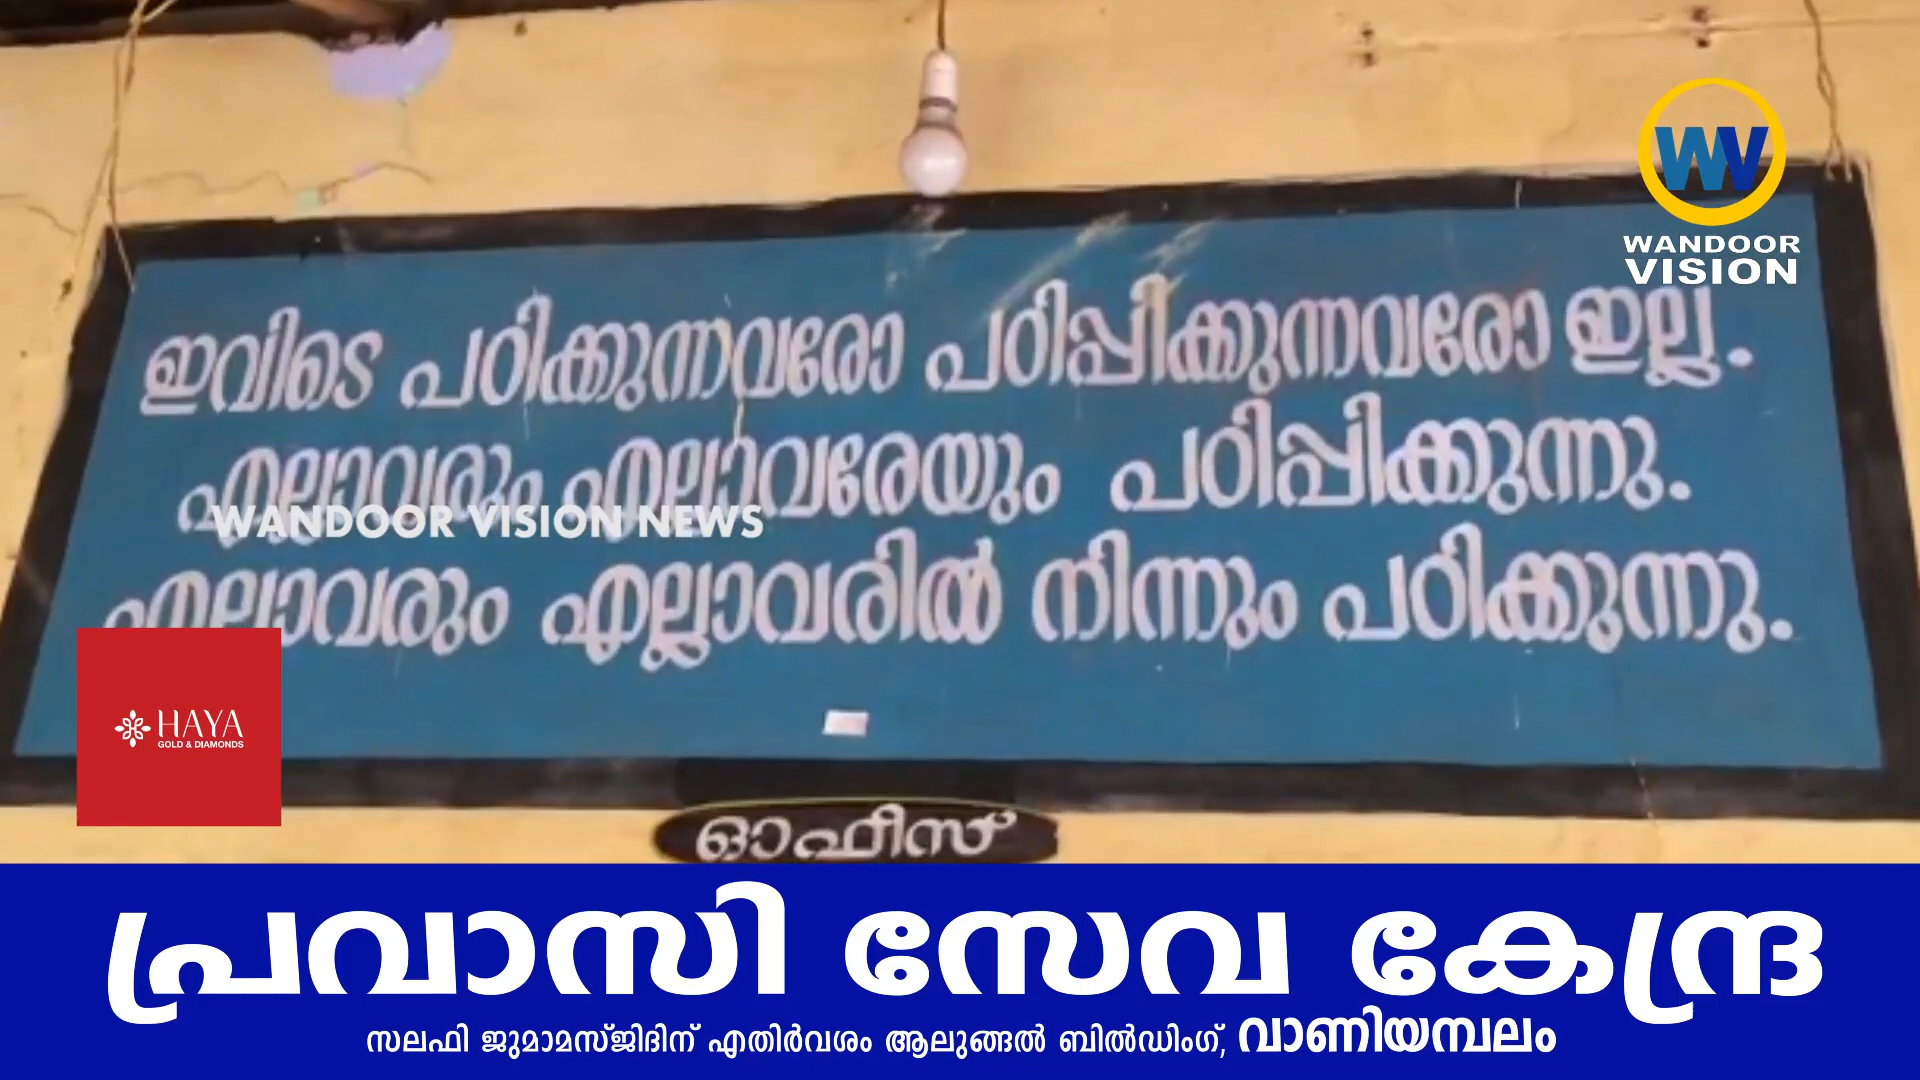 WANDOOR
VISION
ഇവിടെ പഠിക്കുന്നവരോ പഠിപ്പിക്കുന്നവരോ ഇല്ല.
എല്ലാവരും എല്ലാവരേയും പഠിപ്പിക്കുന്നു.
WANDOOR VISION NEWS
എല്ലാവരും എല്ലാവരിൽ നിന്നും പഠിക്കുന്നു.
HAYA
GOLD & DIAMONDS
ഓഫീസ്
പ്രവാസി സേവ കേന്ദ്ര
സലഫി ജുമാമസ്ജിദിന് എതിർവശം ആലുങ്ങൽ ബിൽഡിംഗ്, വാണിയമ്പലം